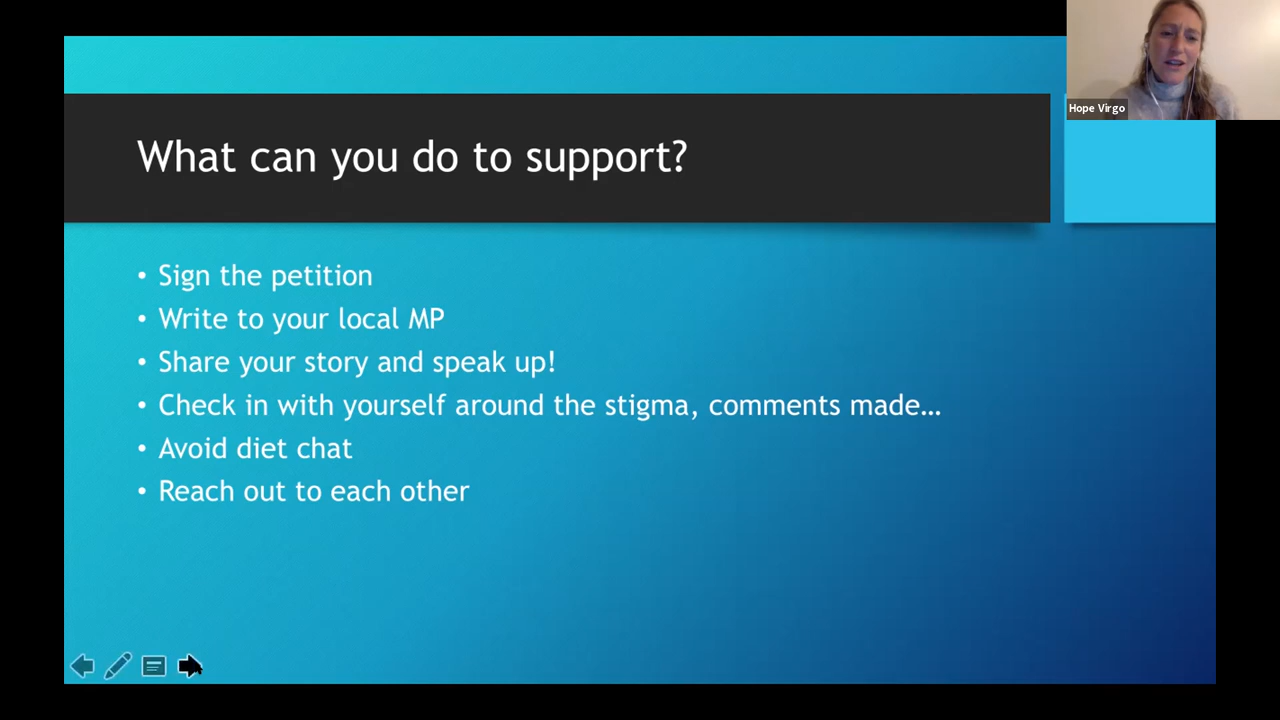 What can you do to support?
• Sign the petition
• Write to your local MP
• Share your story and speak up!
• Check in with yourself around the stigma, comments made…
• Avoid diet chat
• Reach out to each other
Hope Virgo